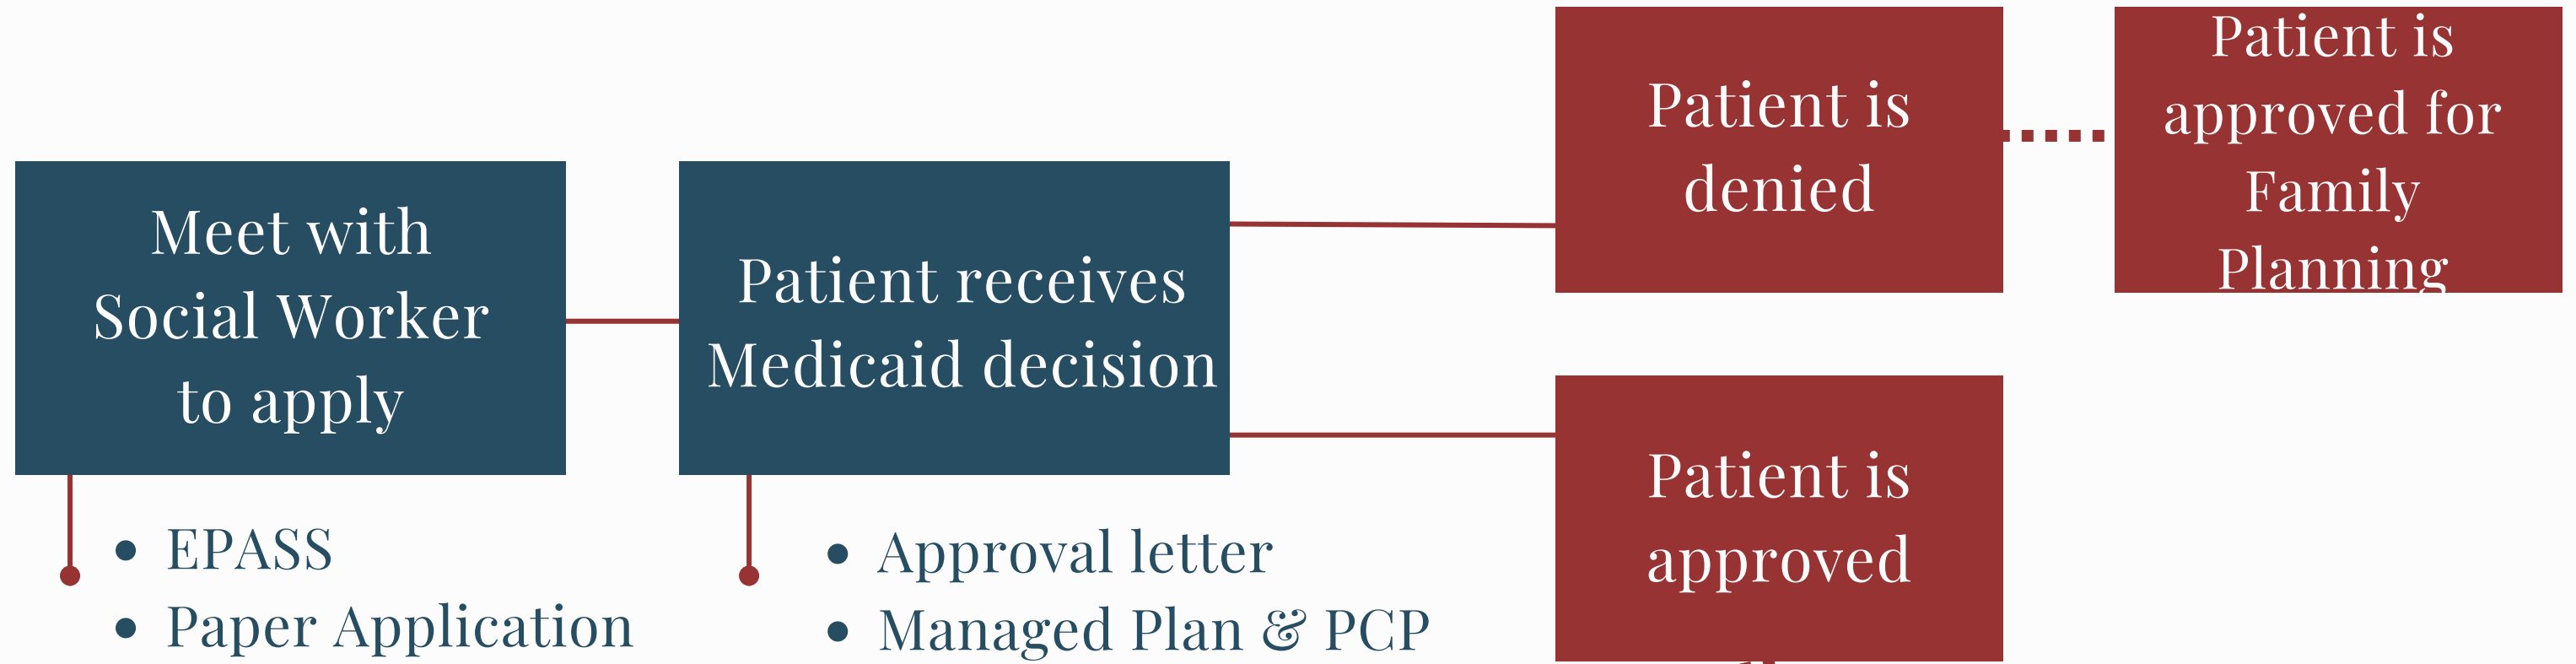 Meet with
Social Worker
to apply
EPASS
Paper Application
Patient receives
Medicaid decision
Approval letter
Managed Plan & PCP
Patient is
denied
Patient is
approved for
Family
Planning
Patient is
approved